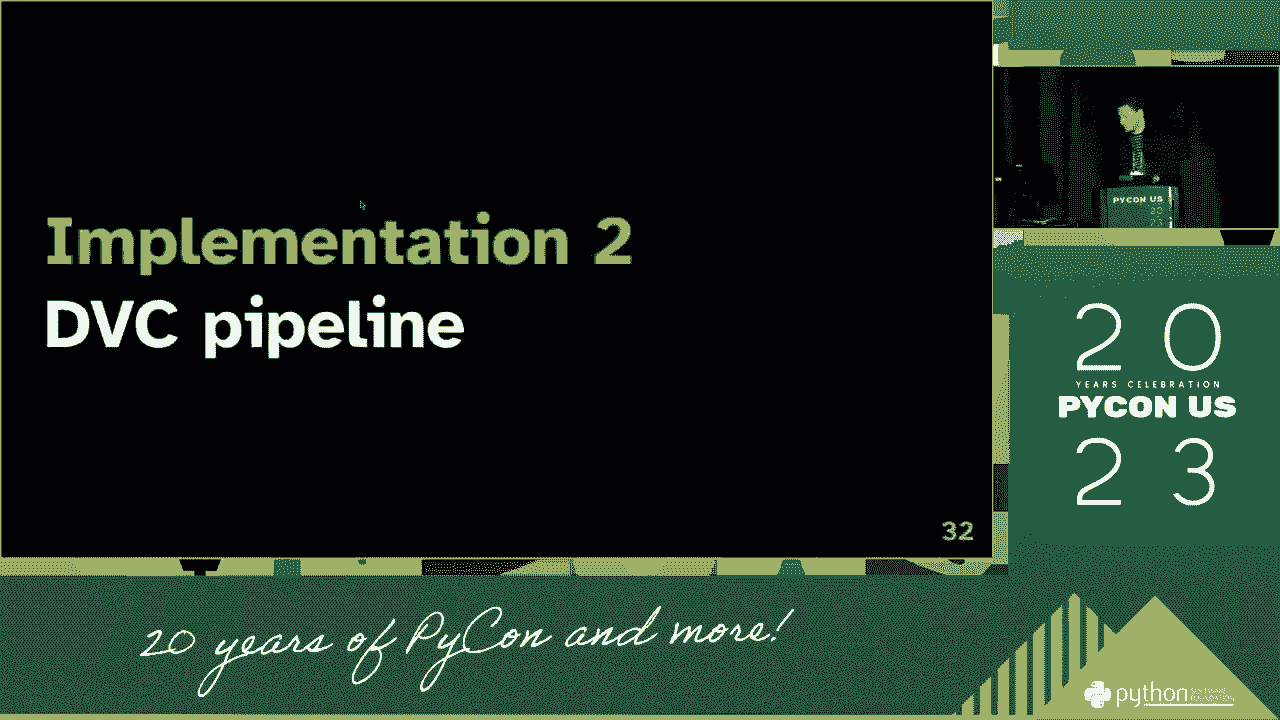 Implementation 2
DVC pipeline
32
PYCON US
20
20
YEARS CELEBRATION
PYCON US
23
20 years of PyCon and more!
python